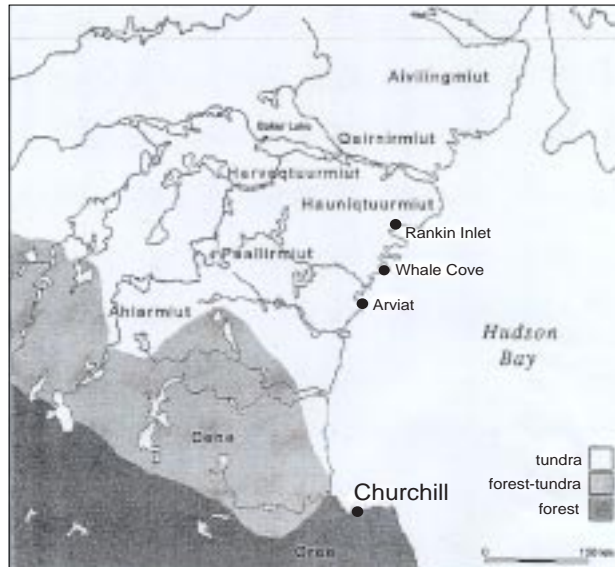 Aivilingmiut
Baker Lake
Qairnirmiut
Harvaqtuurmiut
Hauniqtuurmiut
Rankin Inlet
Paallirmiut
Whale Cove
Arviat
Ahiarmiut
Hudson
Bay
Dene
tundra
forest-tundra
forest
Churchill
Cree
0